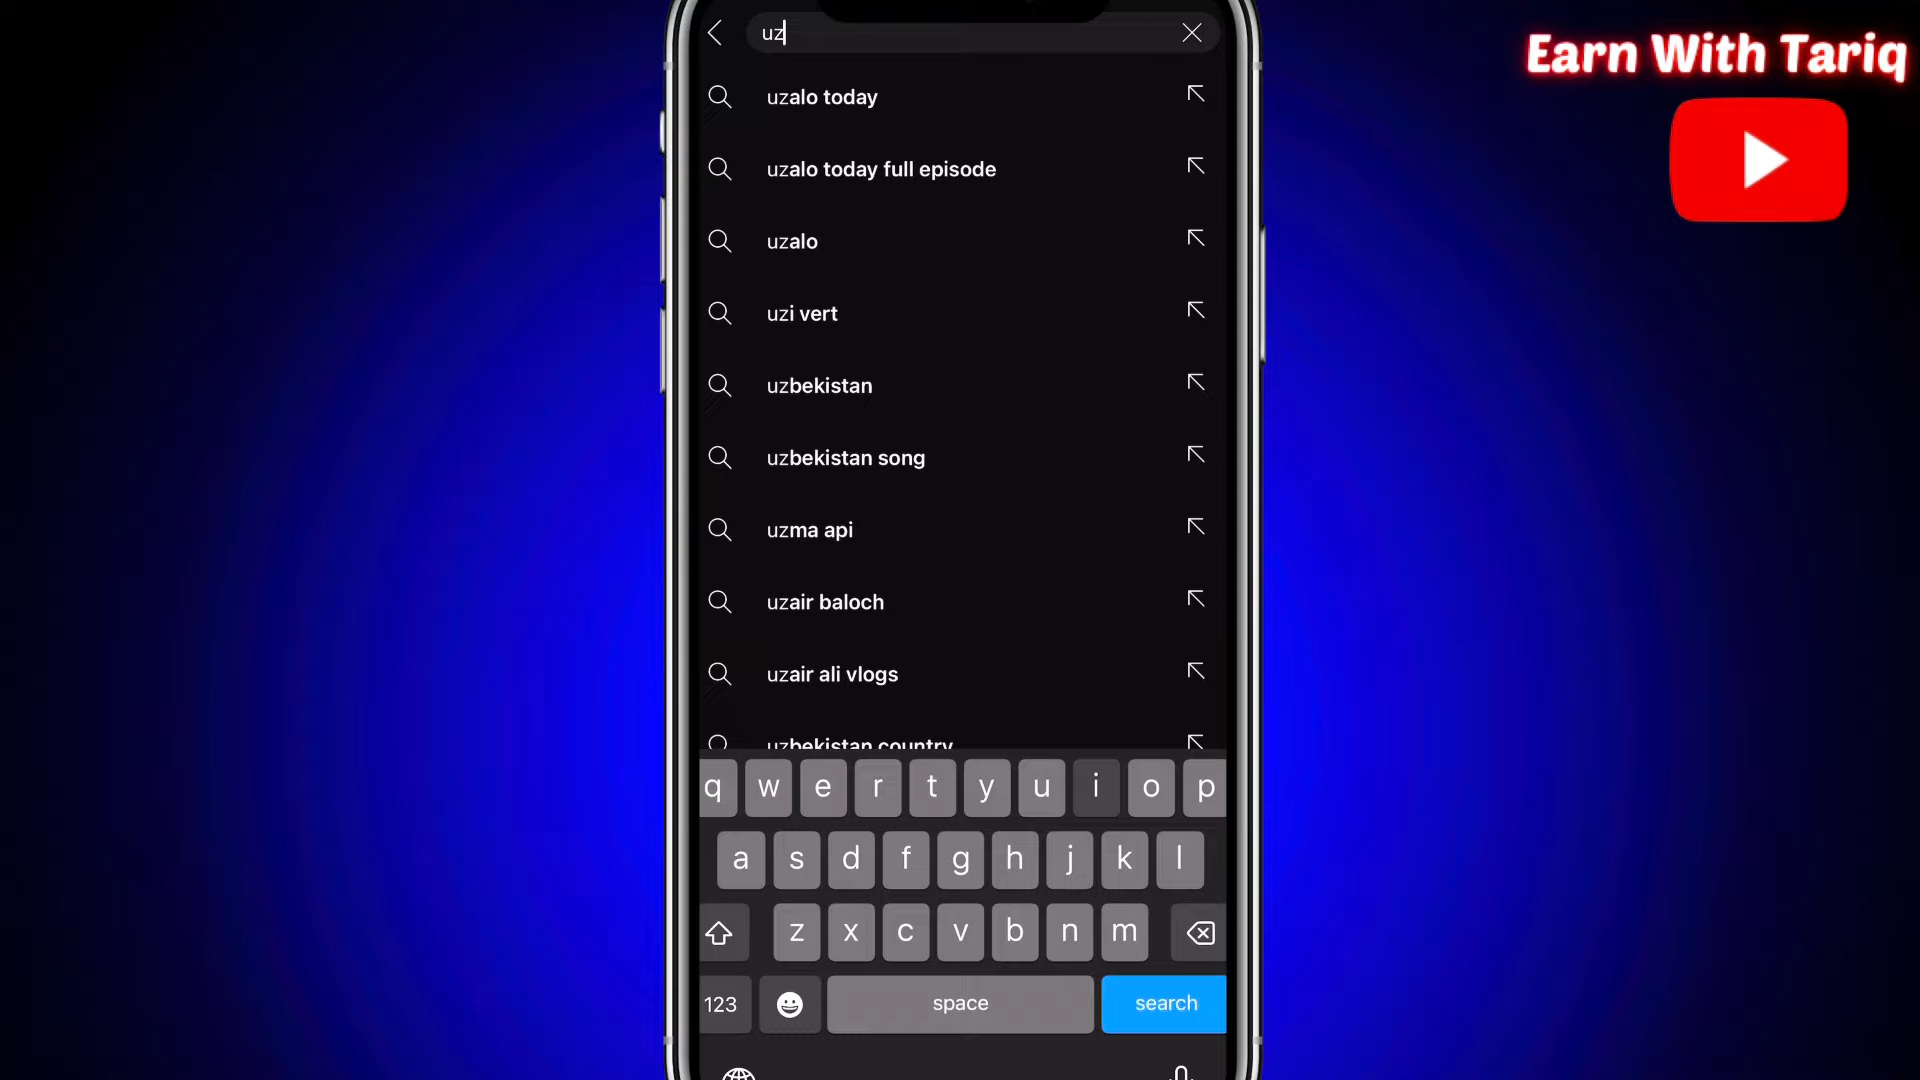 uz
Earn With Tariq
uzalo today
uzalo today full episode
uzalo
uzi vert
uzbekistan
uzbekistan song
uzma api
uzair baloch
uzair ali vlogs
uzbekistan country
q w e r t y u i o p
a s d f g h j k l
z x c v b n m
123 space search